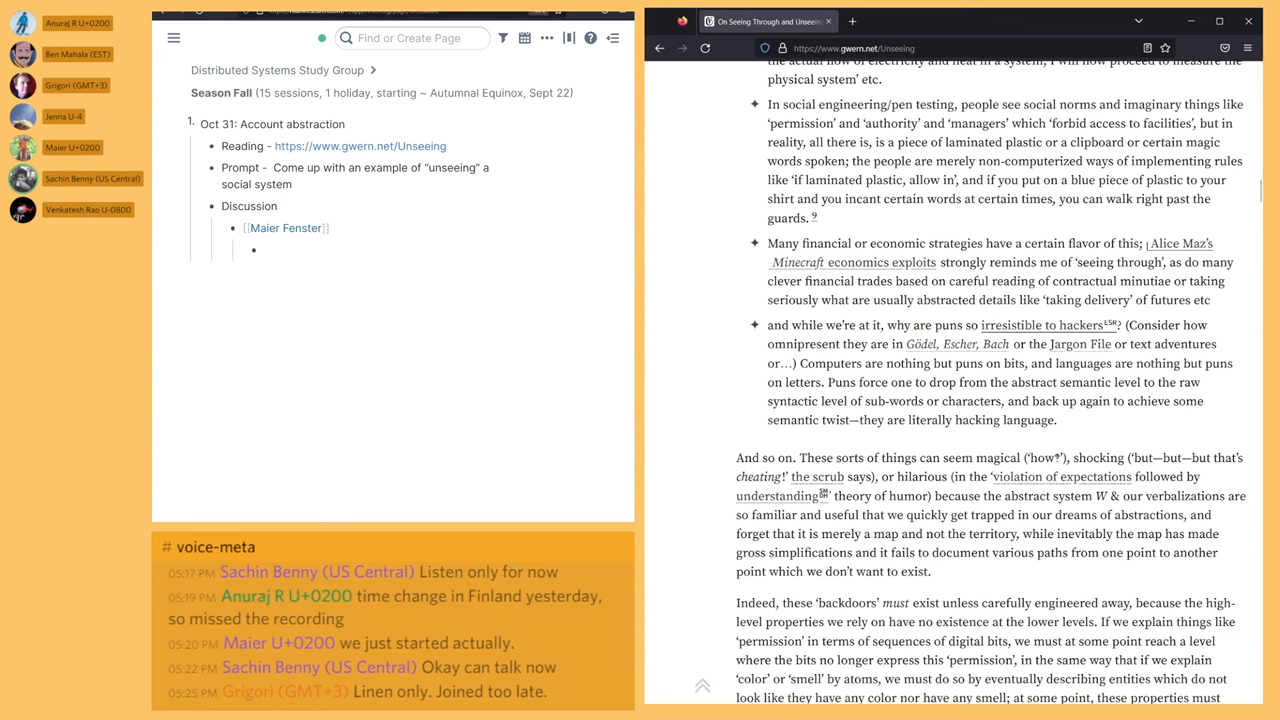 Anuraj R U+0200
Ben Mahala (EST)
Grigori (GMT+3)
Jenna U-4
Maier U+0200
Sachin Benny (US Central)
Venkatesh Rao U-0800
Find or Create Page
Distributed Systems Study Group
Season Fall (15 sessions, 1 holiday, starting ~ Autumnal Equinox, Sept 22)
1. Oct 31: Account abstraction
Reading - https://www.gwern.net/Unseeing
Prompt - Come up with an example of “unseeing” a
social system
Discussion
[[Maier Fenster]]
# voice-meta
05:17 PM Sachin Benny (US Central) Listen only for now
05:19 PM Anuraj R U+0200 time change in Finland yesterday,
so missed the recording
05:20 PM Maier U+0200 we just started actually.
05:22 PM Sachin Benny (US Central) Okay can talk now
05:25 PM Grigori (GMT+3) Linen only. Joined too late.
On Seeing Through and Unseein
https://www.gwern.net/Unseeing
the actual flow of electricity and heat in a system, I will now proceed to measure the
physical system’ etc.
In social engineering/pen testing, people see social norms and imaginary things like
‘permission’ and ‘authority’ and ‘managers’ which ‘forbid access to facilities’, but in
reality, all there is, is a piece of laminated plastic or a clipboard or certain magic
words spoken; the people are merely non-computerized ways of implementing rules
like ‘if laminated plastic, allow in’, and if you put on a blue piece of plastic to your
shirt and you incant certain words at certain times, you can walk right past the
guards. 9
Many financial or economic strategies have a certain flavor of this; Alice Maz’s
Minecraft economics exploits strongly reminds me of ‘seeing through’, as do many
clever financial trades based on careful reading of contractual minutiae or taking
seriously what are usually abstracted details like ‘taking delivery’ of futures etc
and while we’re at it, why are puns so irresistible to hackers ESR? (Consider how
omnipresent they are in Gödel, Escher, Bach or the Jargon File or text adventures
or…) Computers are nothing but puns on bits, and languages are nothing but puns
on letters. Puns force one to drop from the abstract semantic level to the raw
syntactic level of sub-words or characters, and back up again to achieve some
semantic twist—they are literally hacking language.
And so on. These sorts of things can seem magical (‘how‽’), shocking (‘but—but—but that’s
cheating!’ the scrub says), or hilarious (in the ‘violation of expectations followed by
understanding’ theory of humor) because the abstract system W & our verbalizations are
so familiar and useful that we quickly get trapped in our dreams of abstractions, and
forget that it is merely a map and not the territory, while inevitably the map has made
gross simplifications and it fails to document various paths from one point to another
point which we don’t want to exist.
Indeed, these ‘backdoors’ must exist unless carefully engineered away, because the high-
level properties we rely on have no existence at the lower levels. If we explain things like
‘permission’ in terms of sequences of digital bits, we must at some point reach a level
where the bits no longer express this ‘permission’, in the same way that if we explain
‘color’ or ‘smell’ by atoms, we must do so by eventually describing entities which do not
look like they have any color nor have any smell; at some point, these properties must